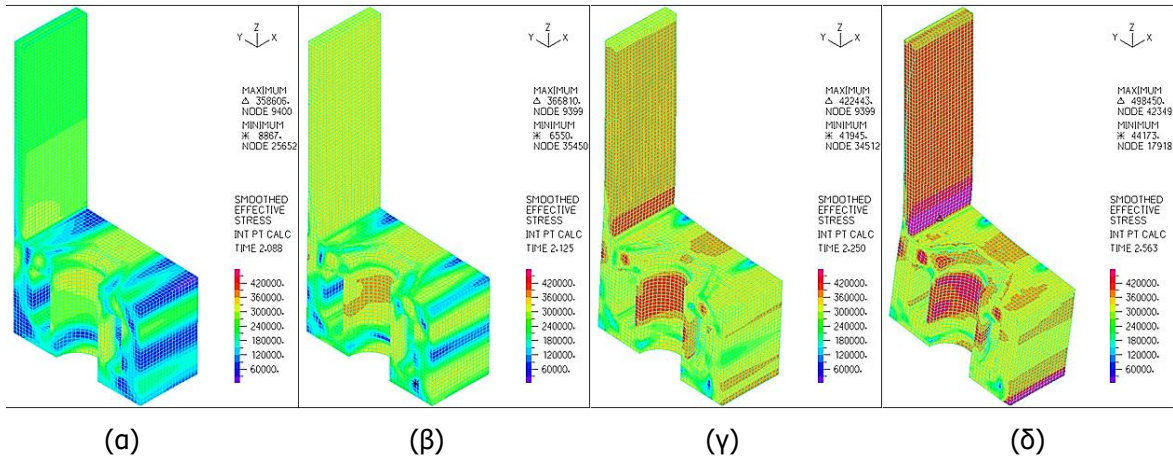 Z
Y X
MAXIMUM
Δ 358606.
NODE 9400
MINIMUM
✳ 8867.
NODE 25652
SMOOTHED
EFFECTIVE
STRESS
INT PT CALC
TIME 2.088
420000.
360000.
300000.
240000.
180000.
120000.
60000.
(α)
Z
Y X
MAXIMUM
Δ 366810.
NODE 9399
MINIMUM
✳ 6550.
NODE 35450
SMOOTHED
EFFECTIVE
STRESS
INT PT CALC
TIME 2.125
420000.
360000.
300000.
240000.
180000.
120000.
60000.
(β)
Z
Y X
MAXIMUM
Δ 422443.
NODE 9399
MINIMUM
✳ 41945.
NODE 34512
SMOOTHED
EFFECTIVE
STRESS
INT PT CALC
TIME 2.250
420000.
360000.
300000.
240000.
180000.
120000.
60000.
(γ)
Z
Y X
MAXIMUM
Δ 498450.
NODE 42349
MINIMUM
✳ 44173.
NODE 17918
SMOOTHED
EFFECTIVE
STRESS
INT PT CALC
TIME 2.563
420000.
360000.
300000.
240000.
180000.
120000.
60000.
(δ)